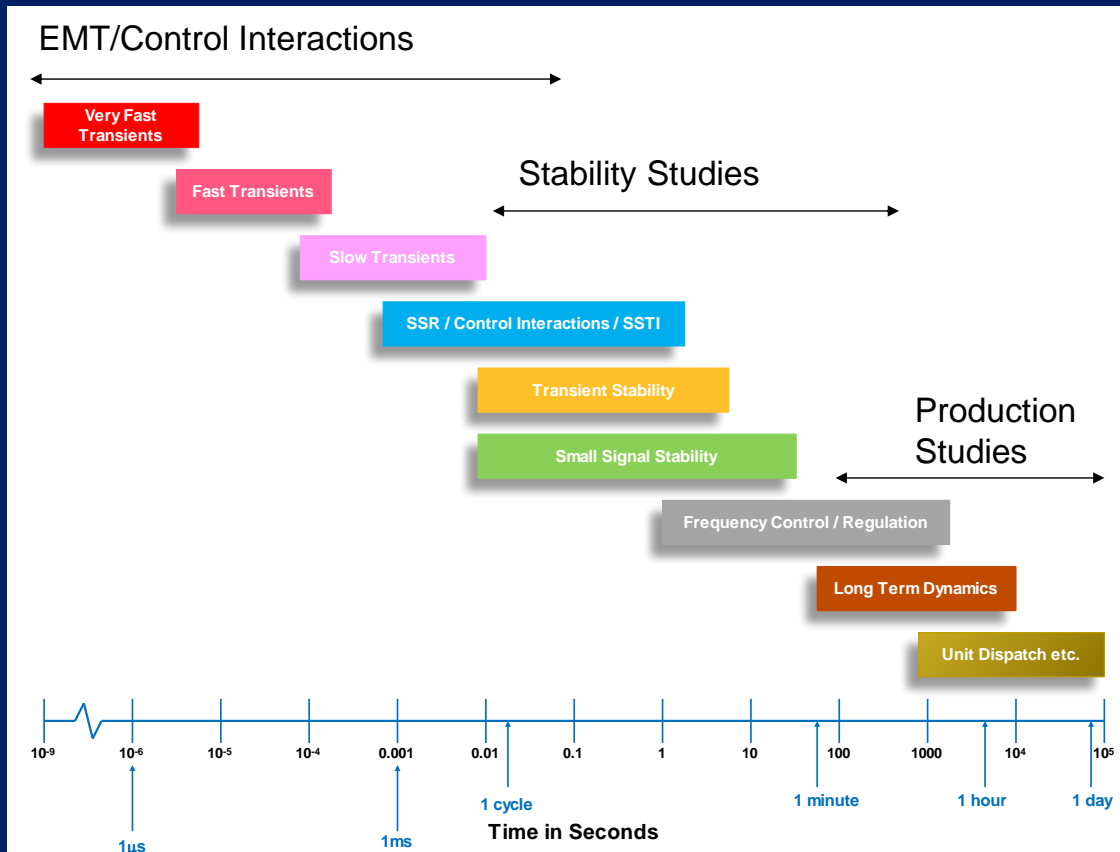 EMT/Control Interactions
Very Fast
Transients
Fast Transients
Stability Studies
Slow Transients
SSR / Control Interactions / SSTI
Transient Stability
Production
Studies
Small Signal Stability
Frequency Control / Regulation
Long Term Dynamics
Unit Dispatch etc.
10⁻⁹ 10⁻⁶ 10⁻⁵ 10⁻⁴ 0.001 0.01 0.1 1 10 100 1000 10⁴ 10⁵
1 cycle 1 minute 1 hour 1 day
Time in Seconds
1µs 1ms